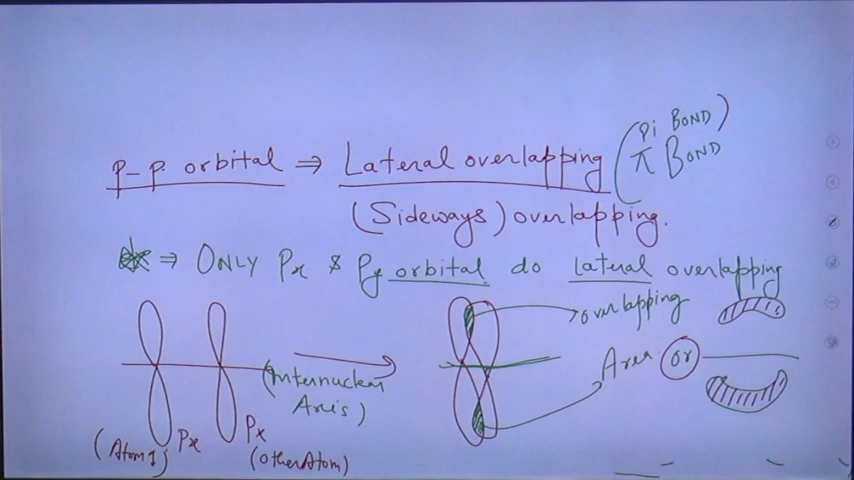 p-p orbital ⇒ Lateral overlapping (Pi BOND)
π BOND
(Sideways) overlapping.
⇒ ONLY Px & Py orbital do lateral overlapping
overlapping
Area or
(Internuclear
Axis)
Px Px
(Atom 1) (Other Atom)